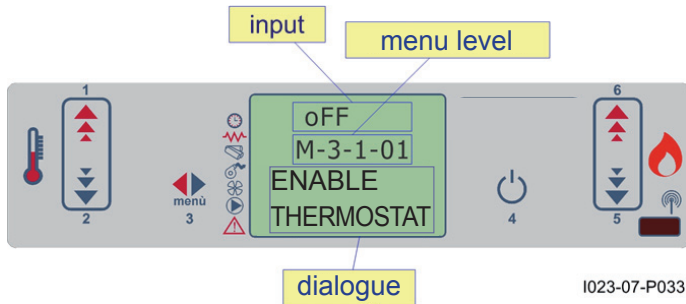 input
menu level
1
6
oFF
M-3-1-01
ENABLE
THERMOSTAT
menù
2
3
4
5
dialogue
I023-07-P033